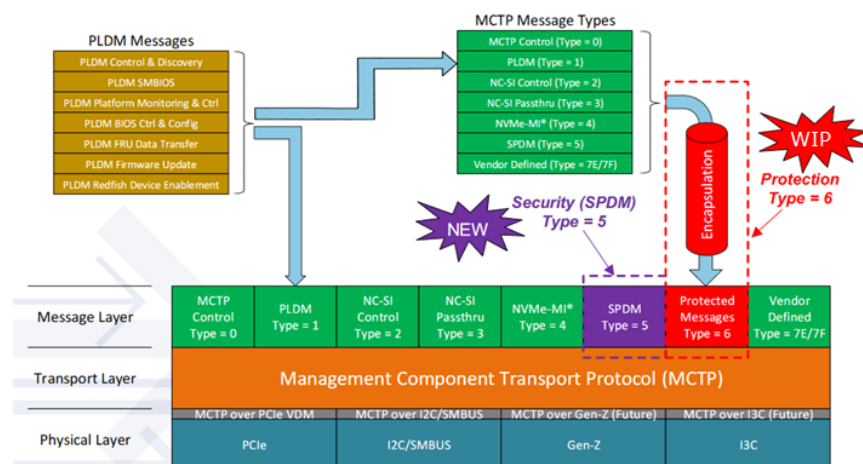 PLDM Messages
PLDM Control & Discovery
PLDM SMBIOS
PLDM Platform Monitoring & Ctrl
PLDM BIOS Ctrl & Config
PLDM FRU Data Transfer
PLDM Firmware Update
PLDM Redfish Device Enablement
MCTP Message Types
MCTP Control (Type = 0)
PLDM (Type = 1)
NC-SI Control (Type = 2)
NC-SI Passthru (Type = 3)
NVMe-MI® (Type = 4)
SPDM (Type = 5)
Vendor Defined (Type = 7E/7F)
WIP
Protection
Type = 6
Encapsulation
Security (SPDM)
Type = 5
NEW
Message Layer
MCTP
Control
Type = 0
PLDM
Type = 1
NC-SI
Control
Type = 2
NC-SI
Passthru
Type = 3
NVMe-MI®
Type = 4
SPDM
Type = 5
Protected
Messages
Type = 6
Vendor
Defined
Type = 7E/7F
Transport Layer
Management Component Transport Protocol (MCTP)
MCTP over PCIe VDM
MCTP over I2C/SMBUS
MCTP over Gen-Z (Future)
MCTP over I3C (Future)
Physical Layer
PCIe
I2C/SMBUS
Gen-Z
I3C